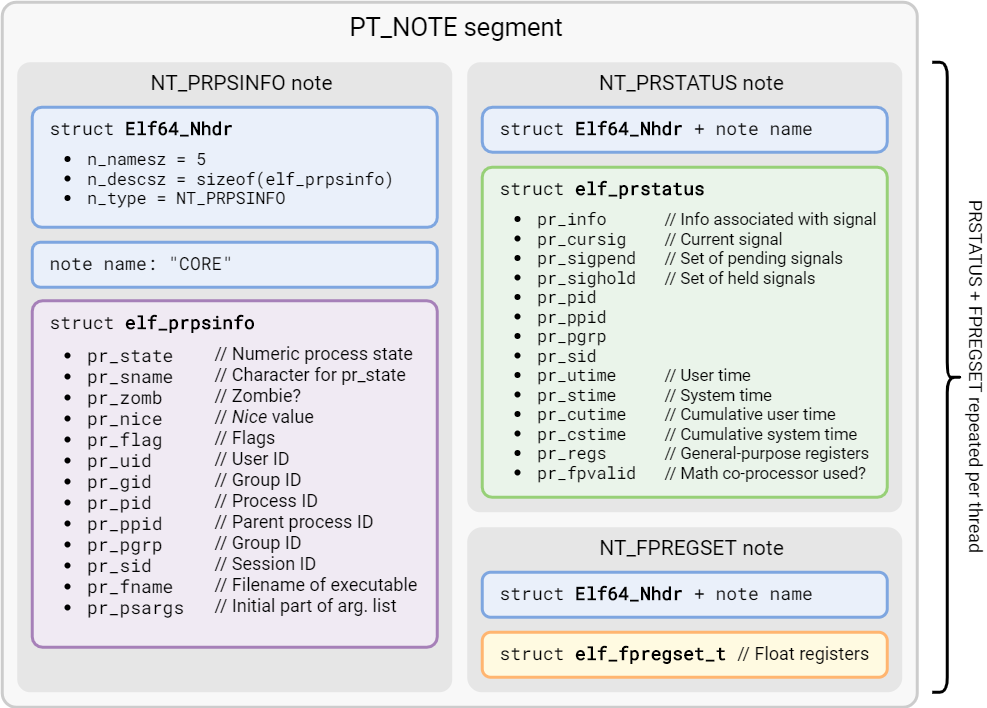 PT_NOTE segment
NT_PRPSINFO note
struct Elf64_Nhdr
• n_namesz = 5
• n_descsz = sizeof(elf_prpsinfo)
• n_type = NT_PRPSINFO
note name: "CORE"
struct elf_prpsinfo
• pr_state // Numeric process state
• pr_sname // Character for pr_state
• pr_zomb // Zombie?
• pr_nice // Nice value
• pr_flag // Flags
• pr_uid // User ID
• pr_gid // Group ID
• pr_pid // Process ID
• pr_ppid // Parent process ID
• pr_pgrp // Group ID
• pr_sid // Session ID
• pr_fname // Filename of executable
• pr_psargs // Initial part of arg. list
NT_PRSTATUS note
struct Elf64_Nhdr + note name
struct elf_prstatus
• pr_info // Info associated with signal
• pr_cursig // Current signal
• pr_sigpend // Set of pending signals
• pr_sighold // Set of held signals
• pr_pid
• pr_ppid
• pr_pgrp
• pr_sid
• pr_utime // User time
• pr_stime // System time
• pr_cutime // Cumulative user time
• pr_cstime // Cumulative system time
• pr_regs // General-purpose registers
• pr_fpvalid // Math co-processor used?
NT_FPREGSET note
struct Elf64_Nhdr + note name
struct elf_fpregset_t // Float registers
PRSTATUS + FPREGSET repeated per thread